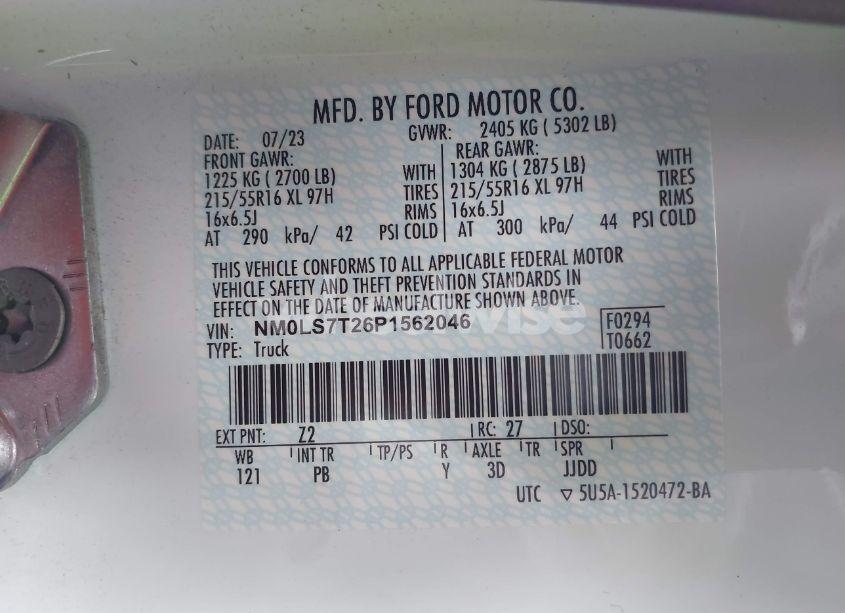 MFD. BY FORD MOTOR CO.
DATE: 07/23 GVWR: 2405 KG ( 5302 LB)
FRONT GAWR: REAR GAWR:
1225 KG ( 2700 LB) WITH 1304 KG ( 2875 LB) WITH
215/55R16 XL 97H TIRES 215/55R16 XL 97H TIRES
16x6.5J RIMS 16x6.5J RIMS
AT 290 kPa/ 42 PSI COLD AT 300 kPa/ 44 PSI COLD
THIS VEHICLE CONFORMS TO ALL APPLICABLE FEDERAL MOTOR
VEHICLE SAFETY AND THEFT PREVENTION STANDARDS IN
EFFECT ON THE DATE OF MANUFACTURE SHOWN ABOVE.
VIN: NM0LS7T26P1562046 F0294
TYPE: Truck T0662
EXT PNT: Z2 RC: 27 DSO:
WB INT TR TP/PS R AXLE TR SPR
121 PB Y 3D JJDD
UTC ▽ 5U5A-1520472-BA